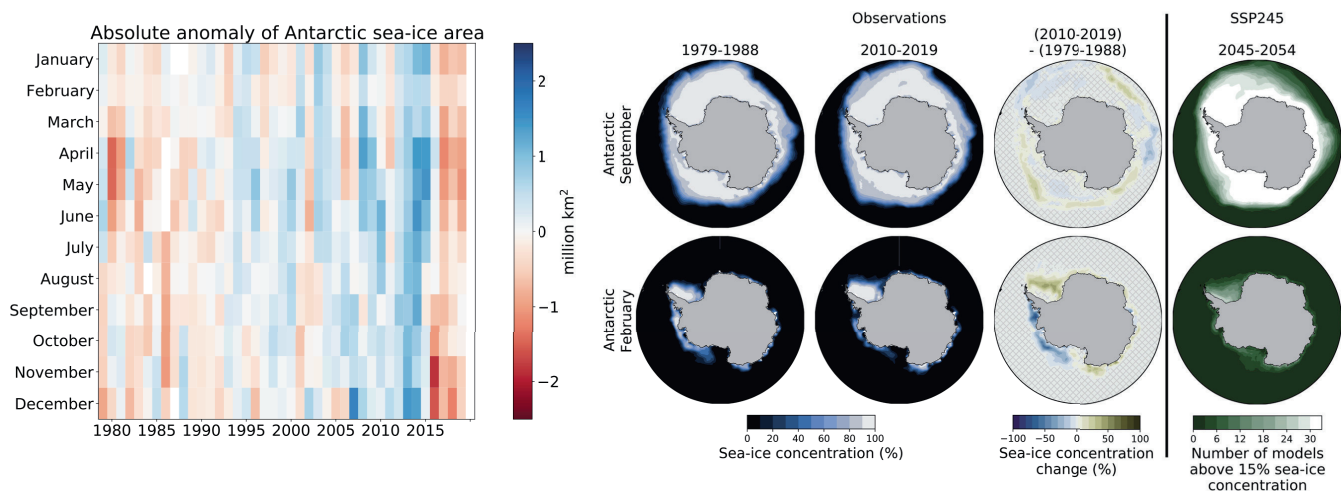 Absolute anomaly of Antarctic sea-ice area
January
February
March
April
May
June
July
August
September
October
November
December
1980 1985 1990 1995 2000 2005 2010 2015
2
1
0
−1
−2
million km²
Observations
SSP245
1979-1988
2010-2019
(2010-2019)
- (1979-1988)
2045-2054
Antarctic
September
Antarctic
February
0 20 40 60 80 100
Sea-ice concentration (%)
−100 −50 0 50 100
Sea-ice concentration
change (%)
0 6 12 18 24 30
Number of models
above 15% sea-ice
concentration